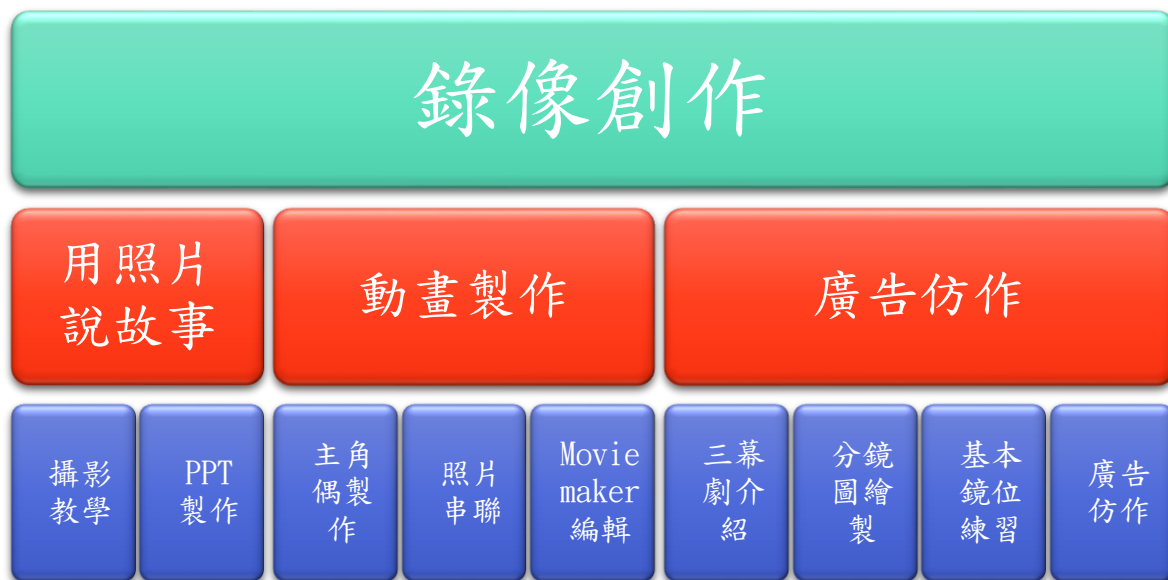 錄像創作
用照片
說故事
動畫製作
廣告仿作
攝影
教學
PPT
製作
主角
偶製
作
照片
串聯
Movie
maker
編輯
三幕
劇介
紹
分鏡
圖繪
製
基本
鏡位
練習
廣告
仿作